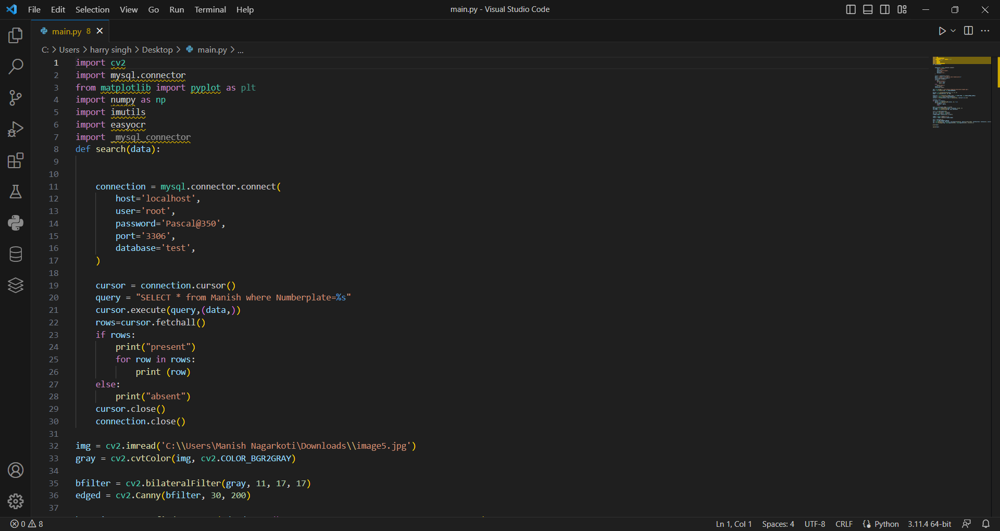 File Edit Selection View Go Run Terminal Help
main.py - Visual Studio Code
main.py 8
C: > Users > harry singh > Desktop > main.py > ...
1 import cv2
2 import mysql.connector
3 from matplotlib import pyplot as plt
4 import numpy as np
5 import imutils
6 import easyocr
7 import _mysql_connector
8 def search(data):
9
10
11     connection = mysql.connector.connect(
12         host='localhost',
13         user='root',
14         password='Pascal@350',
15         port='3306',
16         database='test',
17     )
18
19     cursor = connection.cursor()
20     query = "SELECT * from Manish where Numberplate=%s"
21     cursor.execute(query,(data,))
22     rows=cursor.fetchall()
23     if rows:
24         print("present")
25         for row in rows:
26             print (row)
27     else:
28         print("absent")
29     cursor.close()
30     connection.close()
31
32 img = cv2.imread('C:\\Users\Manish Nagarkoti\Downloads\\image5.jpg')
33 gray = cv2.cvtColor(img, cv2.COLOR_BGR2GRAY)
34
35 bfilter = cv2.bilateralFilter(gray, 11, 17, 17)
36 edged = cv2.Canny(bfilter, 30, 200)
37
0 8
Ln 1, Col 1 Spaces: 4 UTF-8 CRLF Python 3.11.4 64-bit